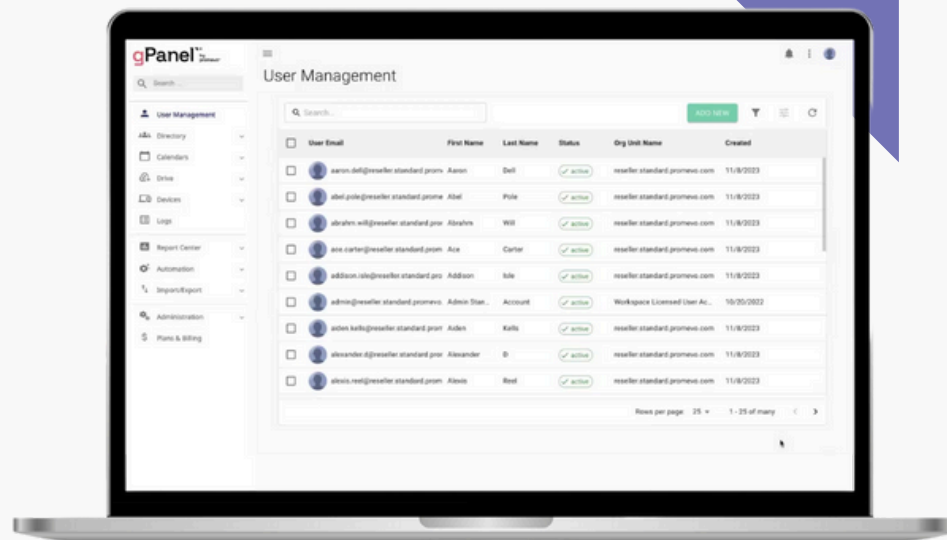 gPanel by promevo
Search...
User Management
Directory
Calendars
Drive
Devices
Logs
Report Center
Automation
Import/Export
Administration
Plans & Billing
User Management
Search...
ADD NEW
User Email First Name Last Name Status Org Unit Name Created
aaron.dell@reseller.standard.prom Aaron Dell active reseller.standard.promevo.com 11/8/2023
abel.pole@reseller.standard.prome Abel Pole active reseller.standard.promevo.com 11/8/2023
abrahm.will@reseller.standard.pro Abrahm Will active reseller.standard.promevo.com 11/8/2023
ace.carter@reseller.standard.prom Ace Carter active reseller.standard.promevo.com 11/8/2023
addison.isle@reseller.standard.pro Addison Isle active reseller.standard.promevo.com 11/8/2023
admin@reseller.standard.promevo. Admin Stan... Account active Workspace Licensed User Ac... 10/20/2022
aiden.kells@reseller.standard.prom Aiden Kells active reseller.standard.promevo.com 11/8/2023
alexander.d@reseller.standard.pror Alexander D active reseller.standard.promevo.com 11/8/2023
alexis.reel@reseller.standard.prom Alexis Reel active reseller.standard.promevo.com 11/8/2023
Rows per page 25 1 - 25 of many